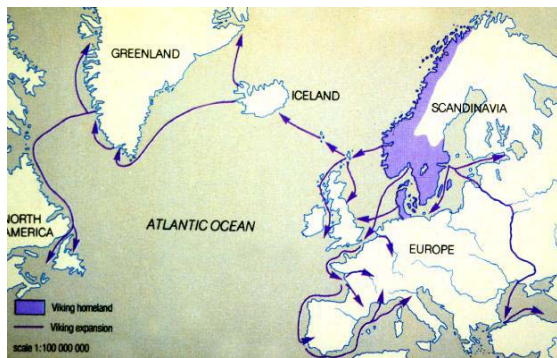 GREENLAND
ICELAND
SCANDINAVIA
NORTH
AMERICA
ATLANTIC OCEAN
EUROPE
Viking homeland
Viking expansion
scale 1:100 000 000